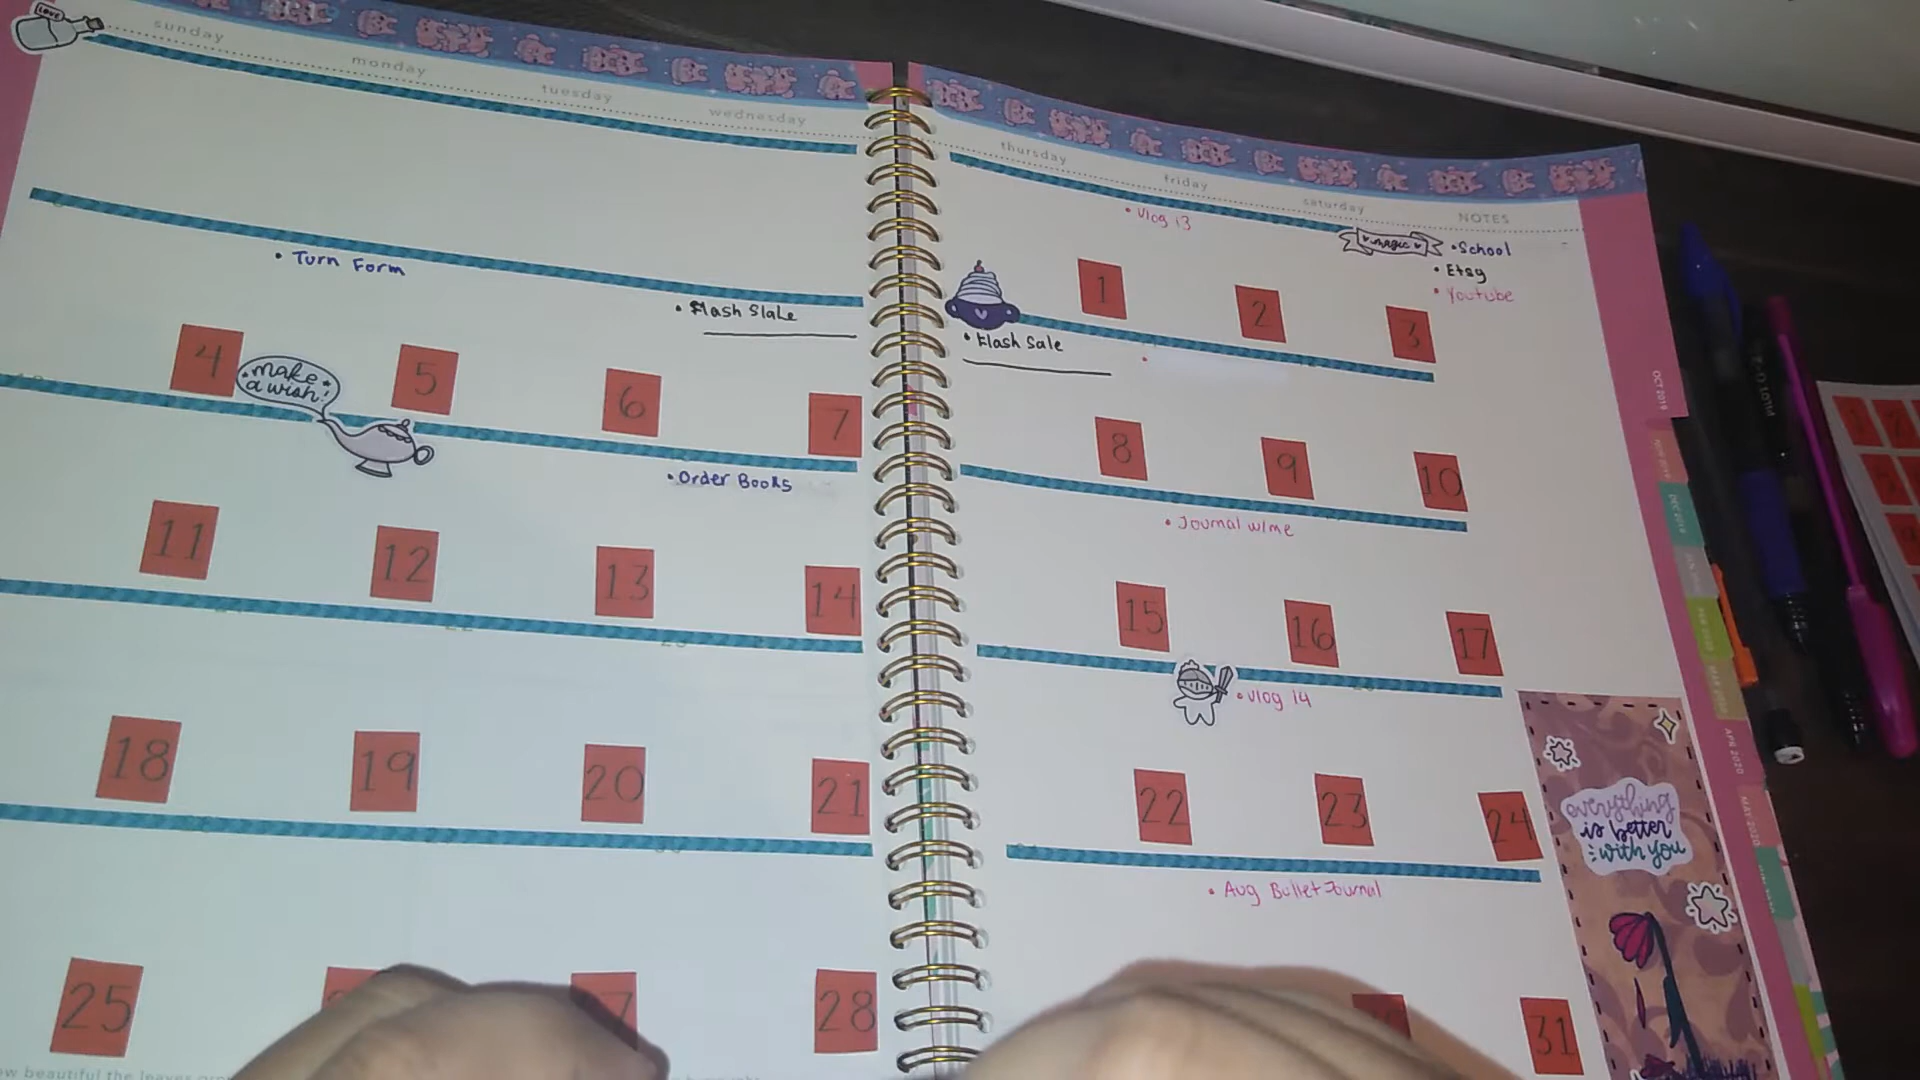 LOVE
sunday
monday
tuesday
wednesday
thursday
friday
saturday
NOTES
• Vlog 13
magic
• School
• Etsy
• Youtube
1
2
3
• Turn Form
• Flash Slale
• Flash Sale
4
make
a wish!
5
6
7
8
9
10
• Order Books
• Journal w/me
11
12
13
14
15
16
17
• Vlog 14
18
19
20
21
22
23
24
everything
is better
with you
• Aug Bullet Journal
25
7
28
31
OCT 2019
DEC 2019
APR 2020
MAY 2020